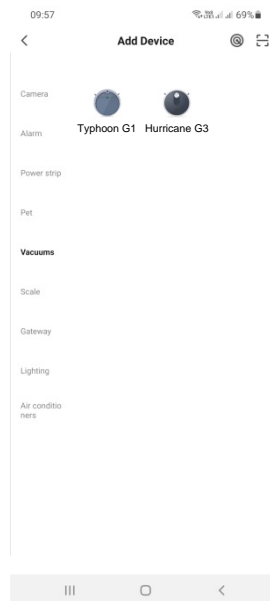 09:57
69%
Add Device
Camera
Alarm
Typhoon G1 Hurricane G3
Power strip
Pet
Vacuums
Scale
Gateway
Lighting
Air conditio
ners